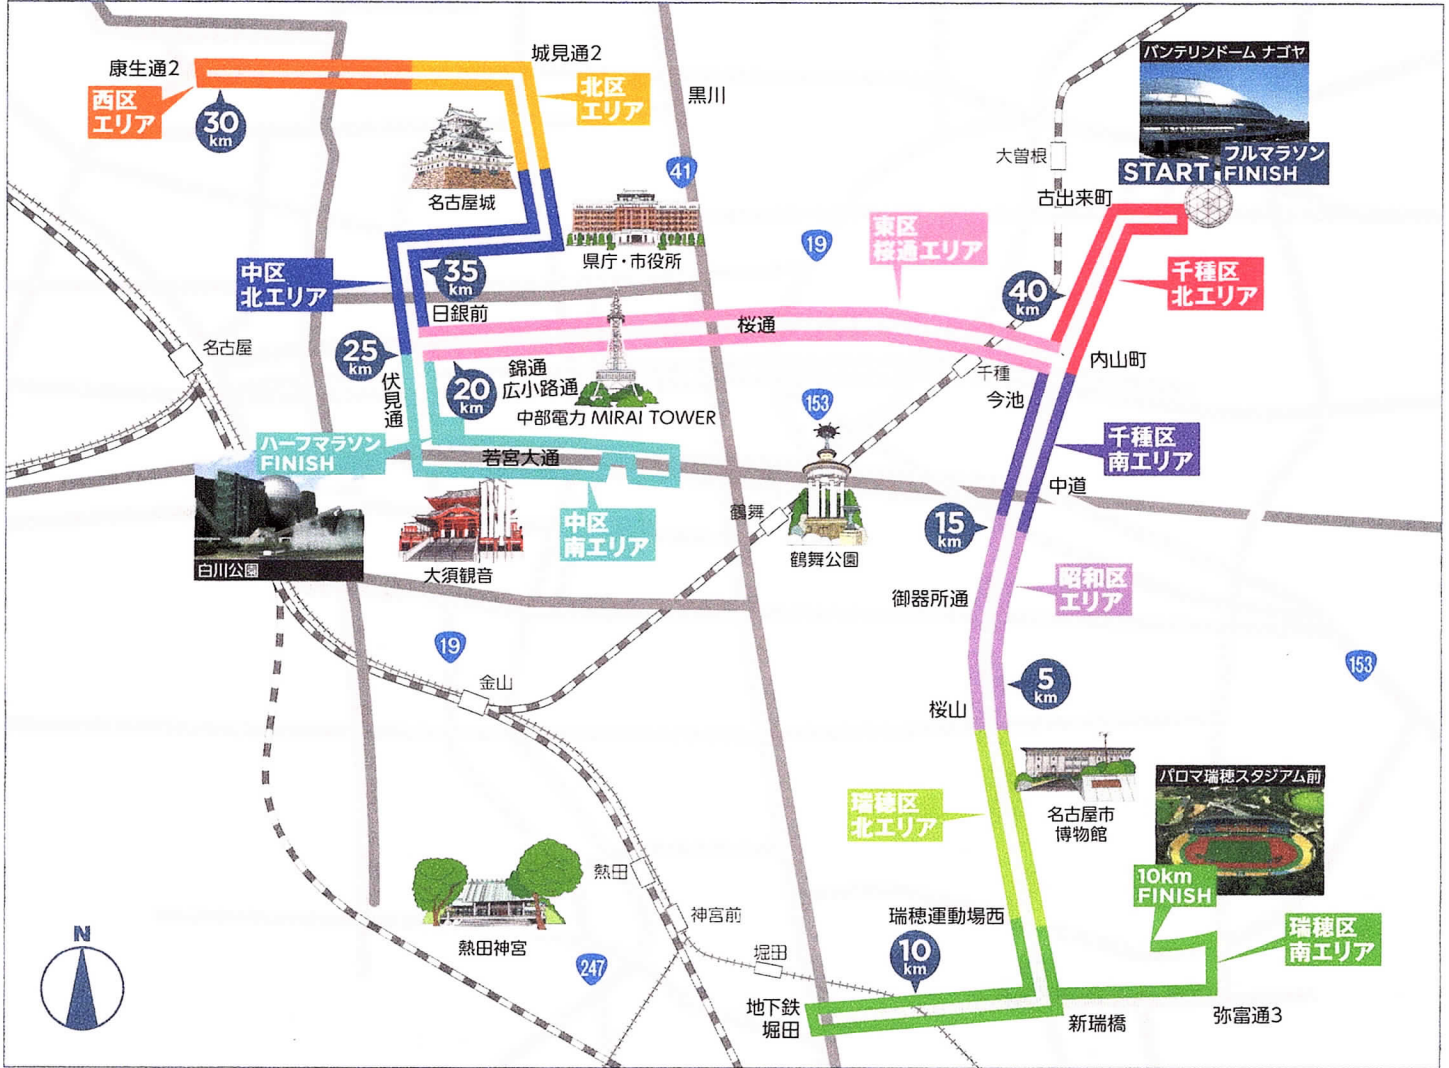 康生通2
城見通2
西区
エリア
30
km
北区
エリア
名古屋城
黒川
41
バンテリンドーム ナゴヤ
START
フルマラソン
FINISH
大曽根
古出来町
県庁・市役所
東区
桜通エリア
19
千種区
北エリア
中区
北エリア
35
km
日銀前
40
km
桜通
名古屋
25
km
伏見通
20
km
錦通
広小路通
中部電力 MIRAI TOWER
内山町
千種
今池
153
ハーフマラソン
FINISH
若宮大通
千種区
南エリア
中道
白川公園
大須観音
中区
南エリア
鶴舞
鶴舞公園
15
km
昭和区
エリア
御器所通
19
金山
5
km
桜山
153
瑞穂区
北エリア
名古屋市
博物館
パロマ瑞穂スタジアム前
10km
FINISH
瑞穂区
南エリア
熱田
熱田神宮
神宮前
瑞穂運動場西
10
km
堀田
247
地下鉄
堀田
新瑞橋
弥富通3
N